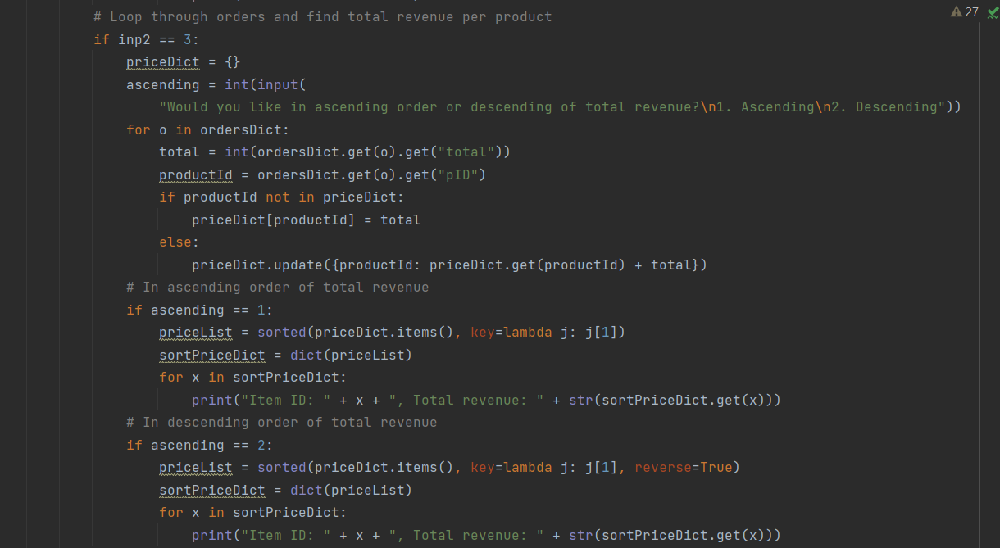 # Loop through orders and find total revenue per product
27
if inp2 == 3:
priceDict = {}
ascending = int(input(
"Would you like in ascending order or descending of total revenue?\n1. Ascending\n2. Descending"))
for o in ordersDict:
total = int(ordersDict.get(o).get("total"))
productId = ordersDict.get(o).get("pID")
if productId not in priceDict:
priceDict[productId] = total
else:
priceDict.update({productId: priceDict.get(productId) + total})
# In ascending order of total revenue
if ascending == 1:
priceList = sorted(priceDict.items(), key=lambda j: j[1])
sortPriceDict = dict(priceList)
for x in sortPriceDict:
print("Item ID: " + x + ", Total revenue: " + str(sortPriceDict.get(x)))
# In descending order of total revenue
if ascending == 2:
priceList = sorted(priceDict.items(), key=lambda j: j[1], reverse=True)
sortPriceDict = dict(priceList)
for x in sortPriceDict:
print("Item ID: " + x + ", Total revenue: " + str(sortPriceDict.get(x)))